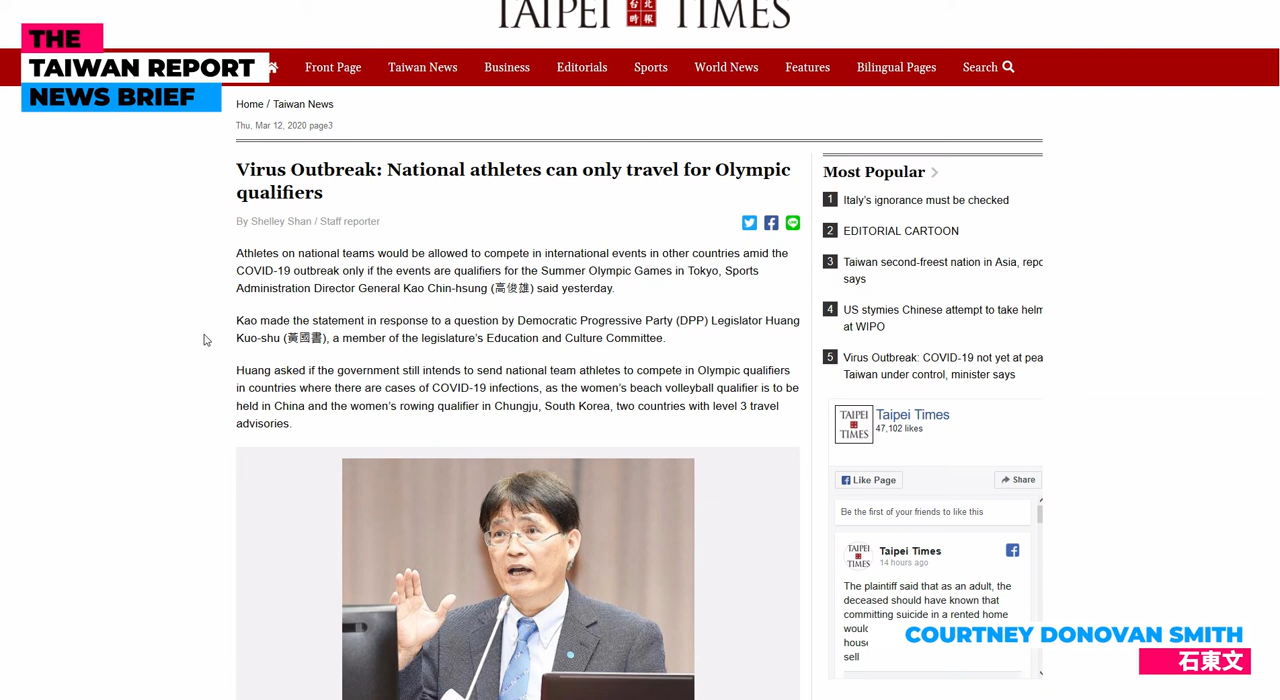 TAIPEI TIMES
台北時報
THE
TAIWAN REPORT
NEWS BRIEF
Front Page
Taiwan News
Business
Editorials
Sports
World News
Features
Bilingual Pages
Search
Home / Taiwan News
Thu, Mar 12, 2020 page3
Virus Outbreak: National athletes can only travel for Olympic
qualifiers
By Shelley Shan / Staff reporter
Athletes on national teams would be allowed to compete in international events in other countries amid the
COVID-19 outbreak only if the events are qualifiers for the Summer Olympic Games in Tokyo, Sports
Administration Director General Kao Chin-hsung (高俊雄) said yesterday.
Kao made the statement in response to a question by Democratic Progressive Party (DPP) Legislator Huang
Kuo-shu (黃國書), a member of the legislature's Education and Culture Committee.
Huang asked if the government still intends to send national team athletes to compete in Olympic qualifiers
in countries where there are cases of COVID-19 infections, as the women's beach volleyball qualifier is to be
held in China and the women's rowing qualifier in Chungju, South Korea, two countries with level 3 travel
advisories.
Most Popular
1 Italy's ignorance must be checked
2 EDITORIAL CARTOON
3 Taiwan second-freest nation in Asia, repo
says
4 US stymies Chinese attempt to take helm
at WIPO
5 Virus Outbreak: COVID-19 not yet at pea
Taiwan under control, minister says
TAIPEI
TIMES
Taipei Times
47,102 likes
Like Page
Share
Be the first of your friends to like this
TAIPEI
TIMES
Taipei Times
14 hours ago
The plaintiff said that as an adult, the
deceased should have known that
committing suicide in a rented home
would
house
sell
COURTNEY DONOVAN SMITH
石東文